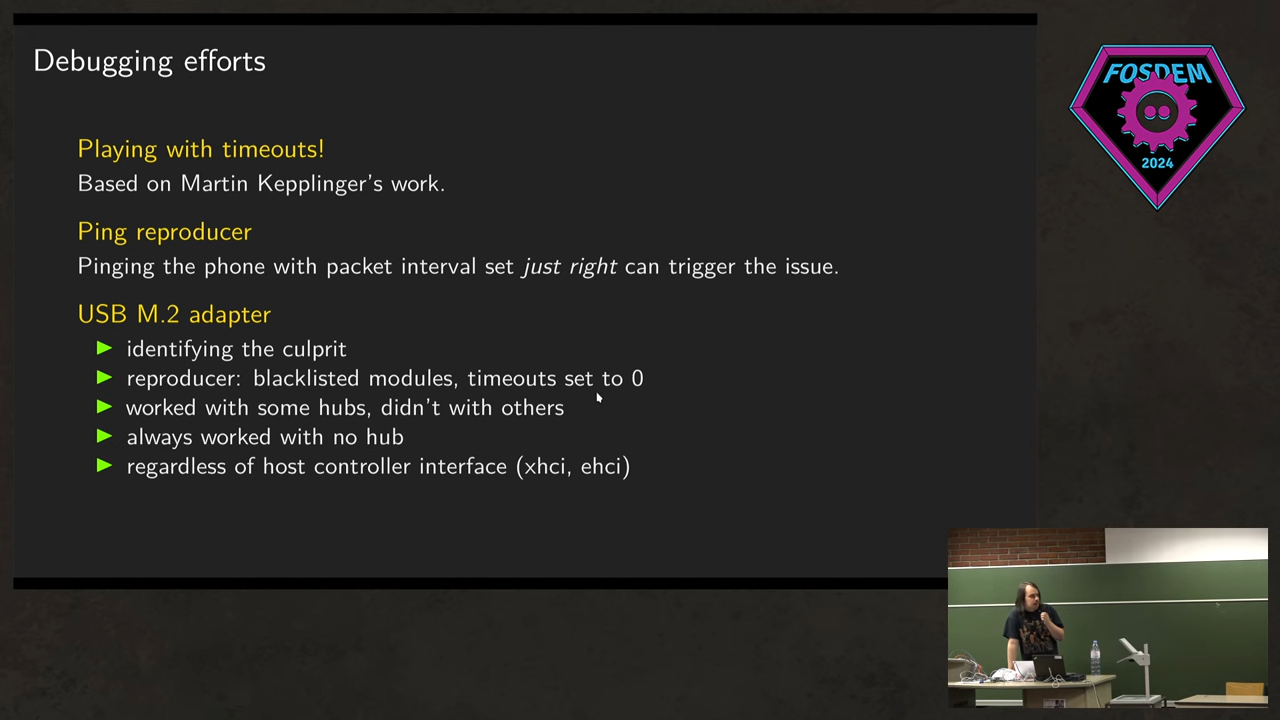 Debugging efforts
Playing with timeouts!
Based on Martin Kepplinger's work.
Ping reproducer
Pinging the phone with packet interval set just right can trigger the issue.
USB M.2 adapter
identifying the culprit
reproducer: blacklisted modules, timeouts set to 0
worked with some hubs, didn't with others
always worked with no hub
regardless of host controller interface (xhci, ehci)
FOSDEM
2024